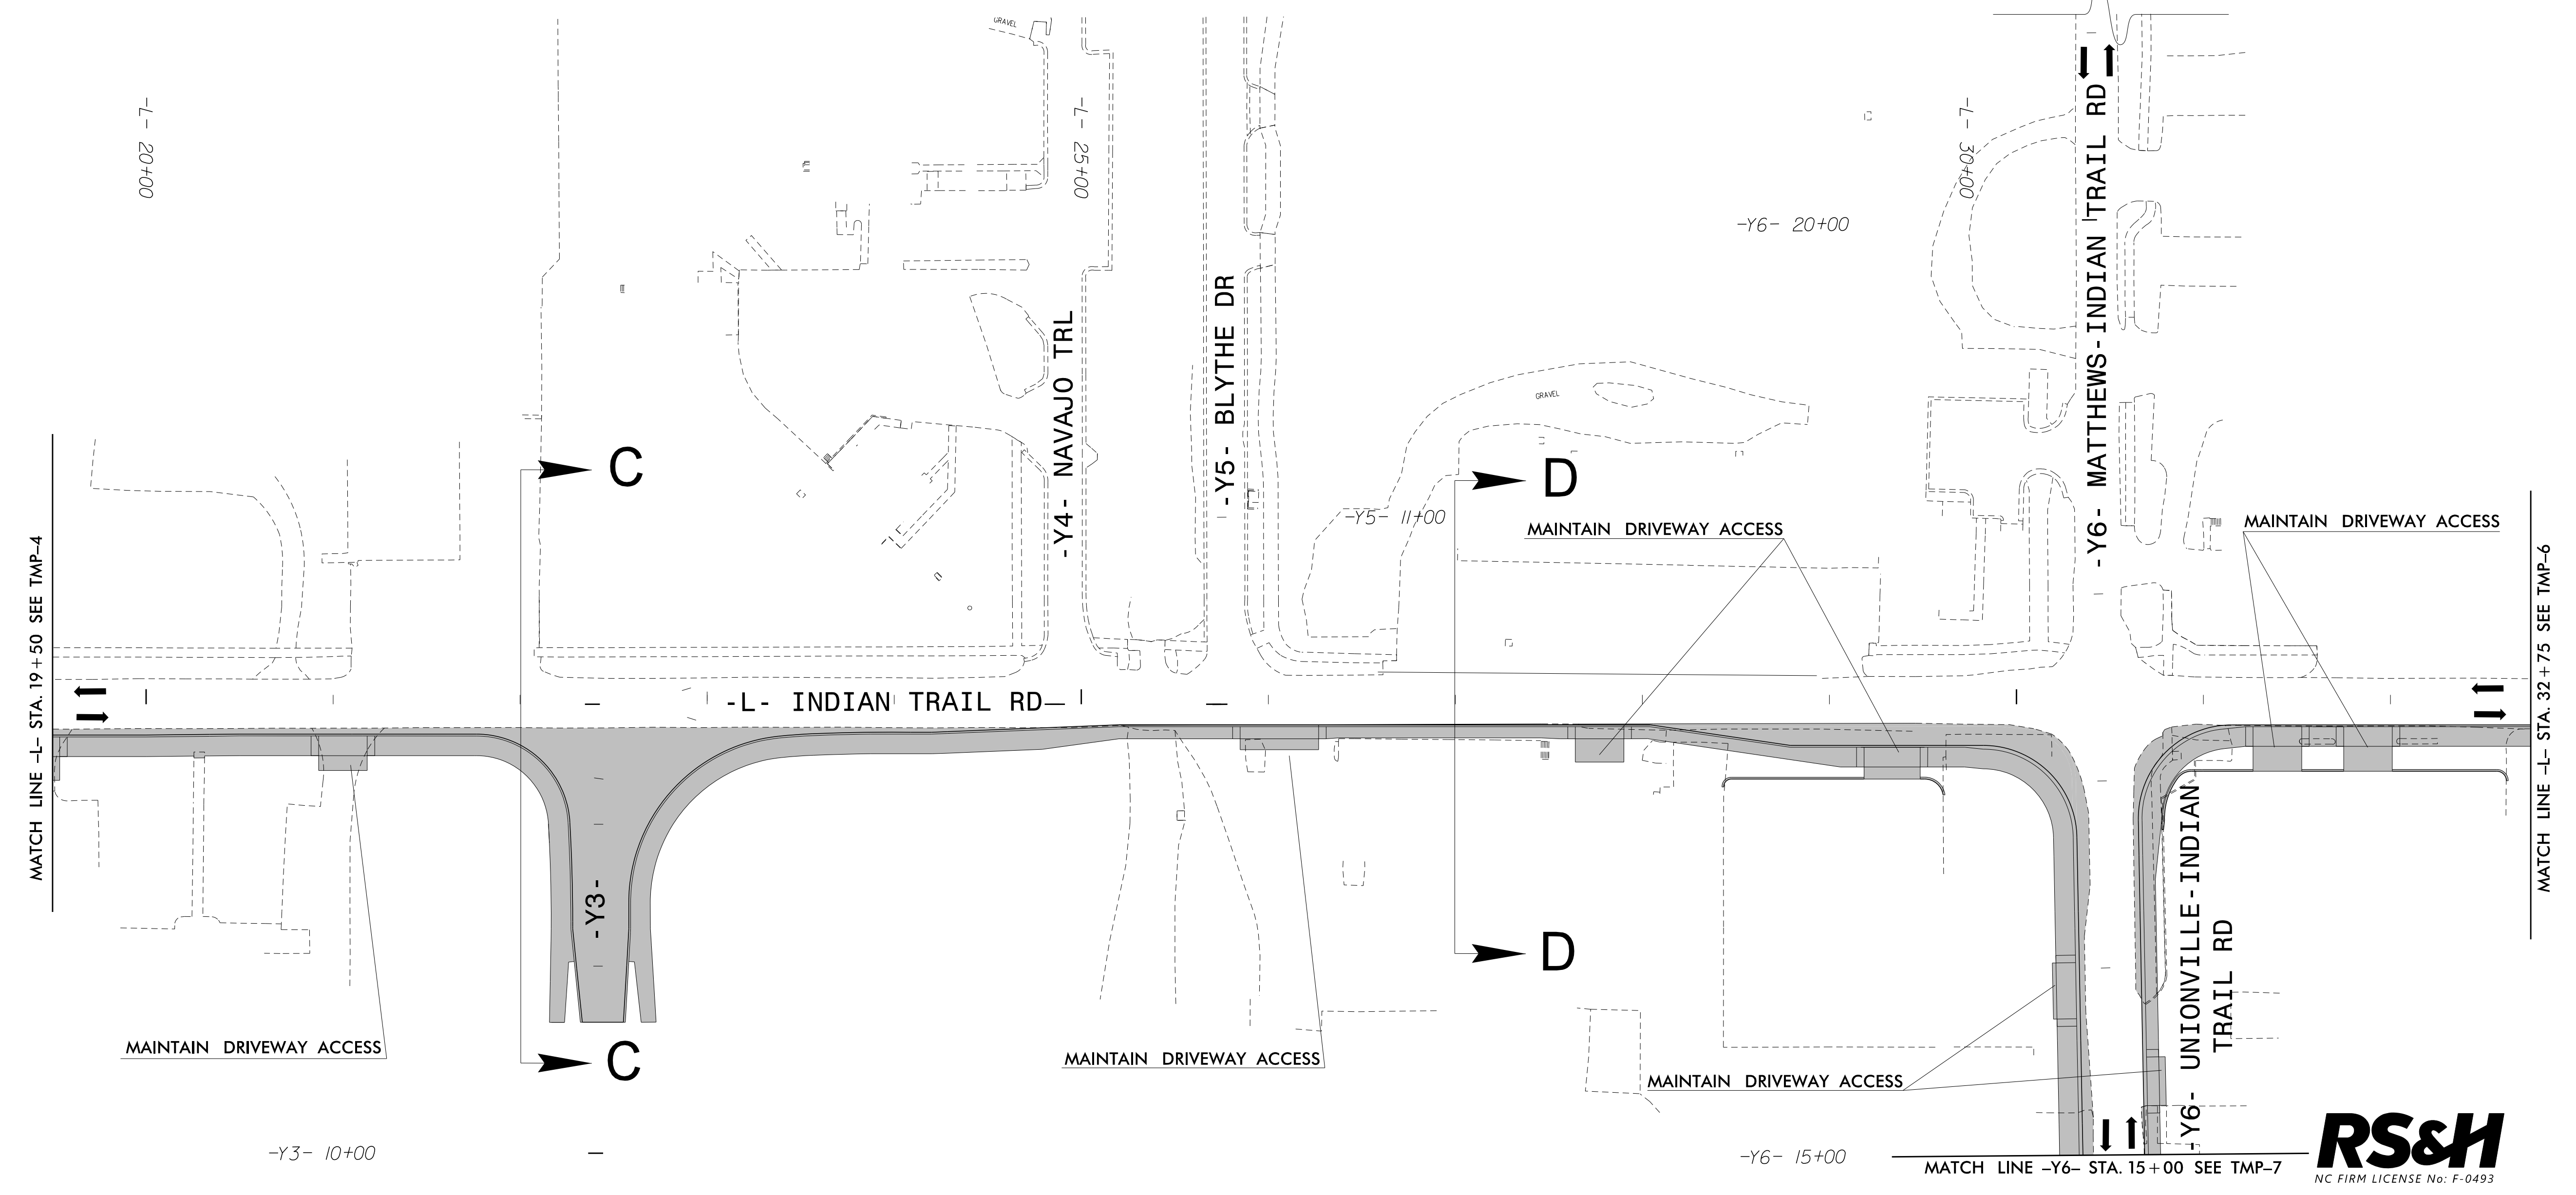 GRAVEL
-L- 20+00
-L- 25+00
-L- 30+00
-Y6- MATTHEWS-INDIAN TRAIL RD
-Y6- 20+00
-Y4- NAVAJO TRL
-Y5- BLYTHE DR
GRAVEL
C
D
-Y5- 11+00
MAINTAIN DRIVEWAY ACCESS
MAINTAIN DRIVEWAY ACCESS
MATCH LINE -L- STA. 19+50 SEE TMP-4
MATCH LINE -L- STA. 32+75 SEE TMP-6
-L- INDIAN TRAIL RD
-Y3-
D
-Y6- UNIONVILLE-INDIAN
TRAIL RD
MAINTAIN DRIVEWAY ACCESS
C
MAINTAIN DRIVEWAY ACCESS
MAINTAIN DRIVEWAY ACCESS
-Y3- 10+00
-Y6- 15+00
MATCH LINE -Y6- STA. 15+00 SEE TMP-7
RS&H
NC FIRM LICENSE No: F-0493